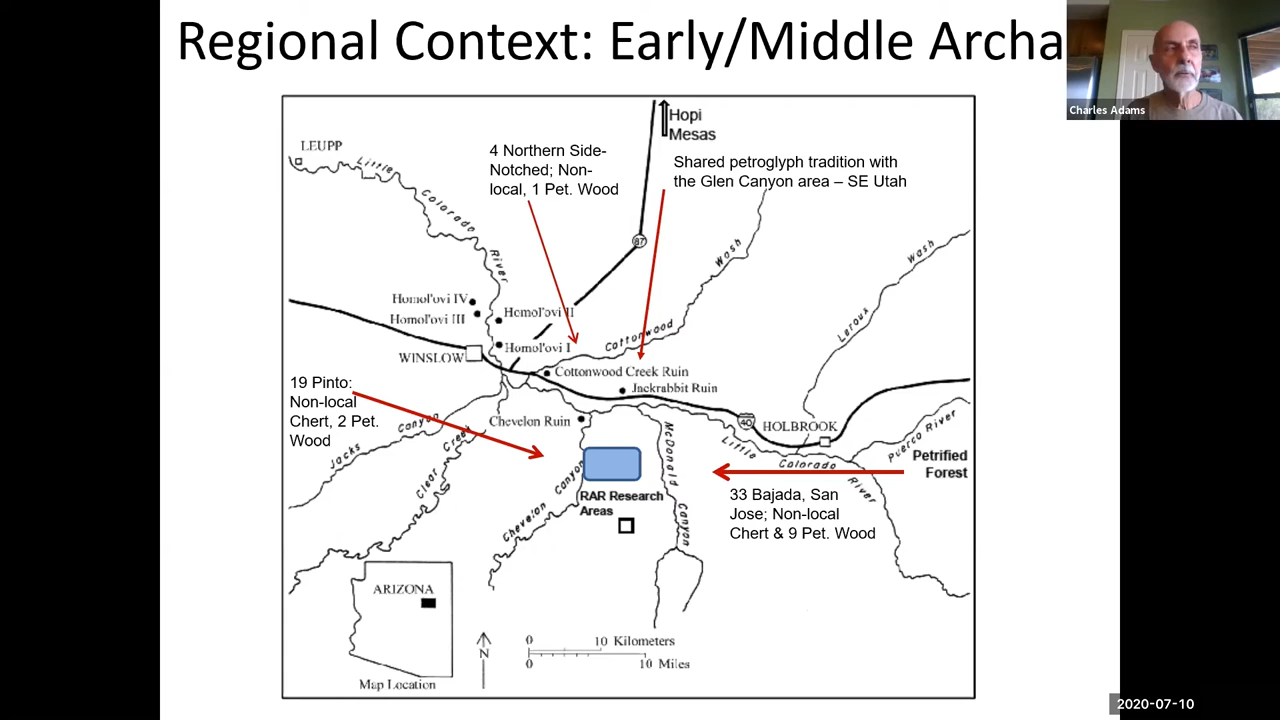 Regional Context: Early/Middle Archa
Charles Adams
Hopi
Mesas
LEUPP
Little
Colorado
River
4 Northern Side-
Notched; Non-
local, 1 Pet. Wood
Shared petroglyph tradition with
the Glen Canyon area – SE Utah
87
Wash
Wash
Leroux
Homol'ovi IV
Homol'ovi III
Homol'ovi II
Homol'ovi I
Cottonwood
WINSLOW
Cottonwood Creek Ruin
Jackrabbit Ruin
19 Pinto:
Non-local
Chert, 2 Pet.
Wood
Jacks Canyon
Clear Creek
Chevelon Ruin
40
HOLBROOK
Little Colorado River
Puerco River
Petrified
Forest
McDonald Canyon
Chevelon Canyon
RAR Research
Areas
33 Bajada, San
Jose; Non-local
Chert & 9 Pet. Wood
ARIZONA
Map Location
N
0 10 Kilometers
0 10 Miles
2020-07-10